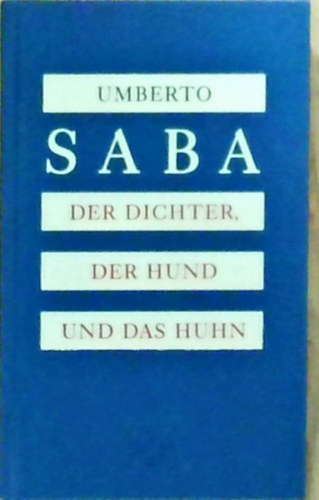 UMBERTO
SABA
DER DICHTER,
DER HUND
UND DAS HUHN